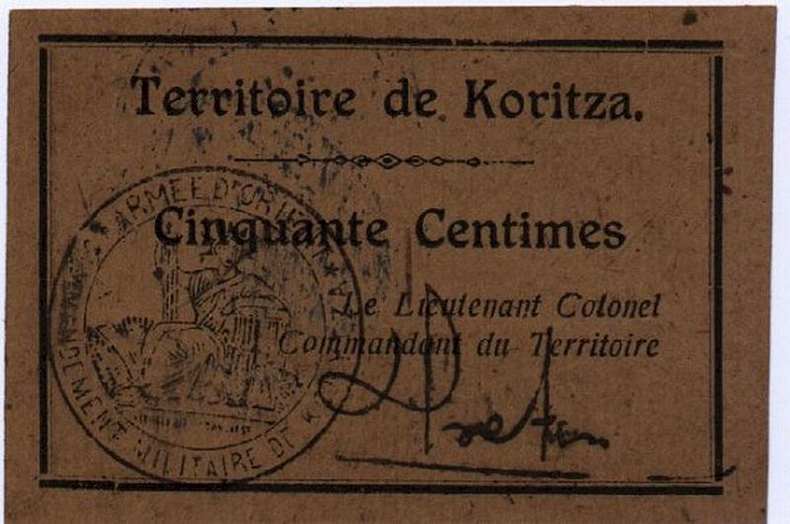 Territoire de Koritza.
Cinquante Centimes
Le Lieutenant Colonel
Commandant du Territoire
ARMEE D'ORIENT
MILITAIRE DE